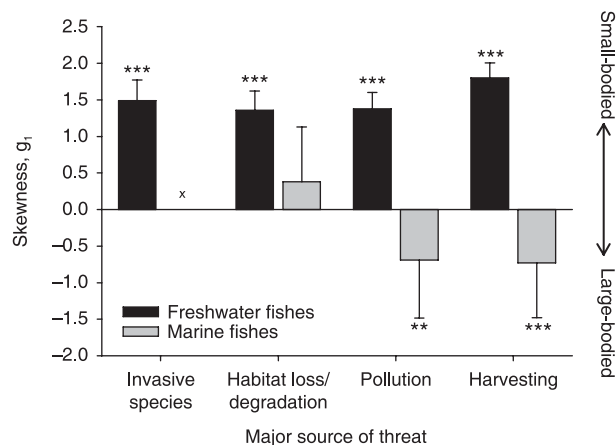 Skewness, g1
2.5
2.0
1.5
1.0
0.5
0.0
−0.5
−1.0
−1.5
−2.0
***
***
***
***
x
**
***
Freshwater fishes
Marine fishes
Invasive
species
Habitat loss/
degradation
Pollution
Harvesting
Major source of threat
Small-bodied
Large-bodied